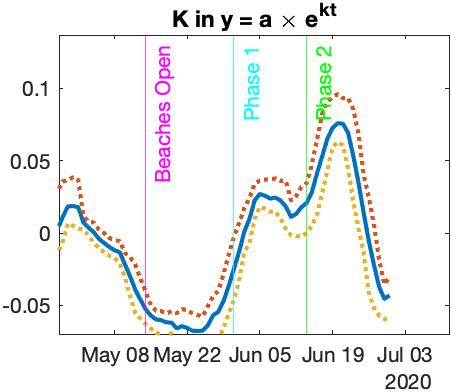 K in y = a × e^kt
Beaches Open
Phase 1
Phase 2
0.1
0.05
0
-0.05
May 08 May 22 Jun 05 Jun 19 Jul 03
2020